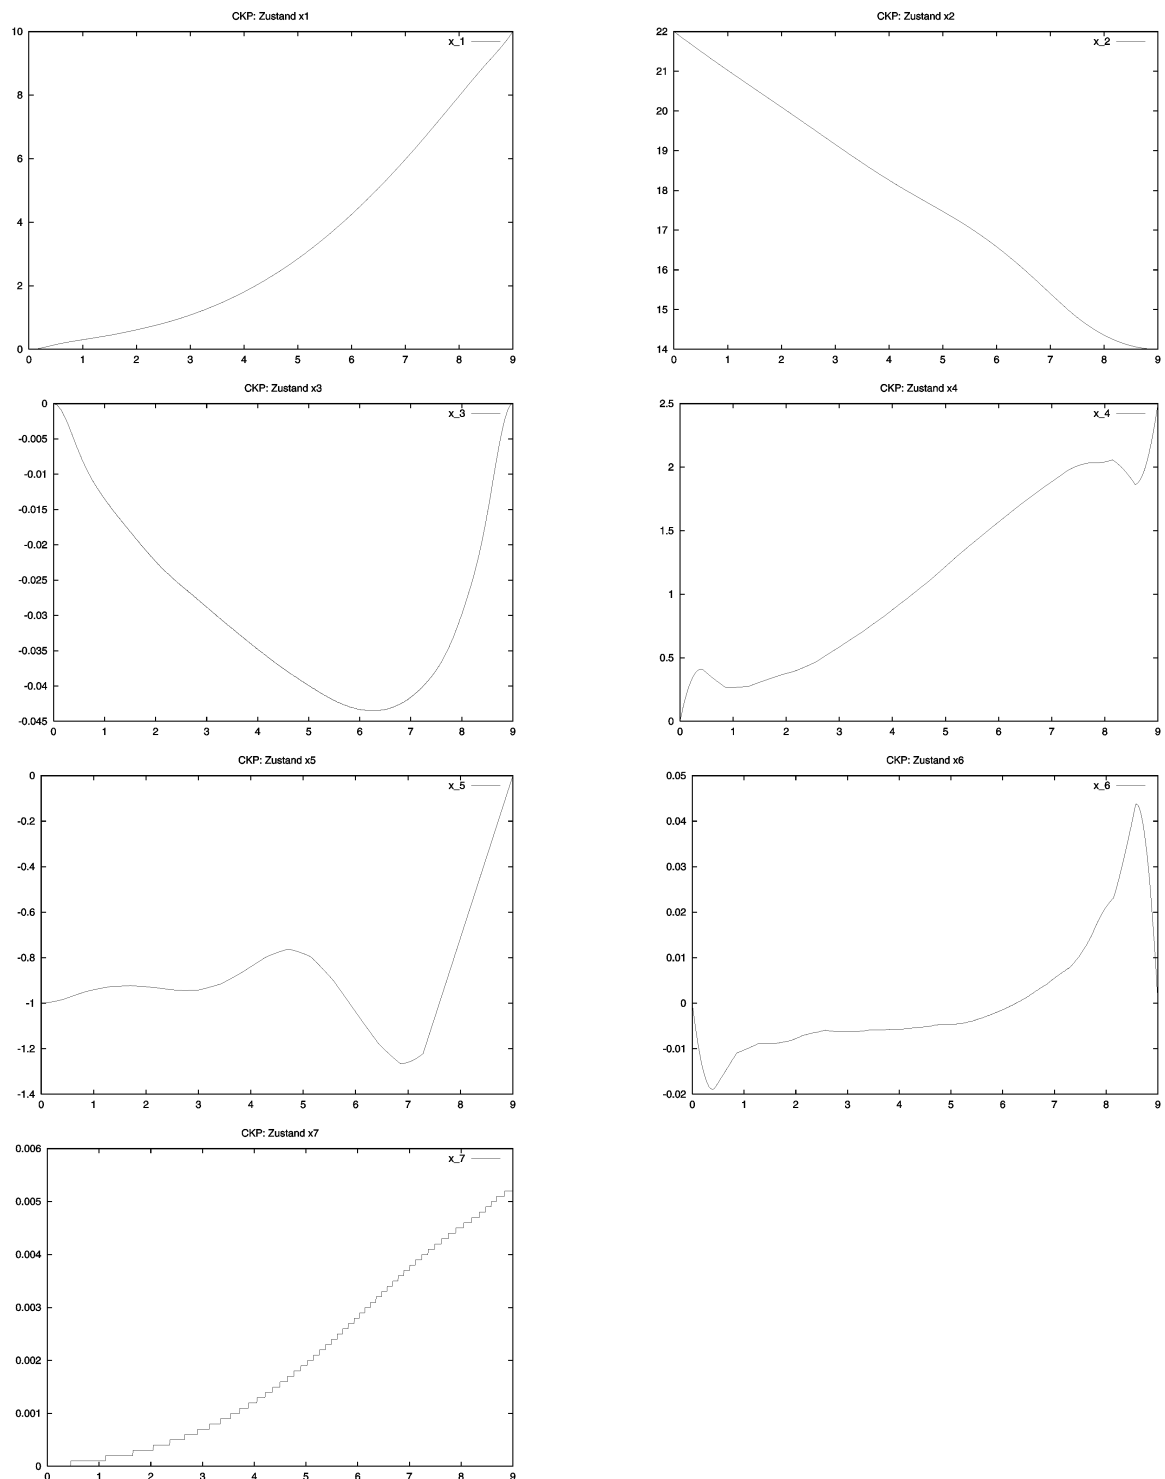 CKP: Zustand x1
x_1
10
8
6
4
2
0
0 1 2 3 4 5 6 7 8 9
CKP: Zustand x2
x_2
22
21
20
19
18
17
16
15
14
0 1 2 3 4 5 6 7 8 9
CKP: Zustand x3
x_3
0
-0.005
-0.01
-0.015
-0.02
-0.025
-0.03
-0.035
-0.04
-0.045
0 1 2 3 4 5 6 7 8 9
CKP: Zustand x4
x_4
2.5
2
1.5
1
0.5
0
0 1 2 3 4 5 6 7 8 9
CKP: Zustand x5
x_5
0
-0.2
-0.4
-0.6
-0.8
-1
-1.2
-1.4
0 1 2 3 4 5 6 7 8 9
CKP: Zustand x6
x_6
0.05
0.04
0.03
0.02
0.01
0
-0.01
-0.02
0 1 2 3 4 5 6 7 8 9
CKP: Zustand x7
x_7
0.006
0.005
0.004
0.003
0.002
0.001
0
0 1 2 3 4 5 6 7 8 9